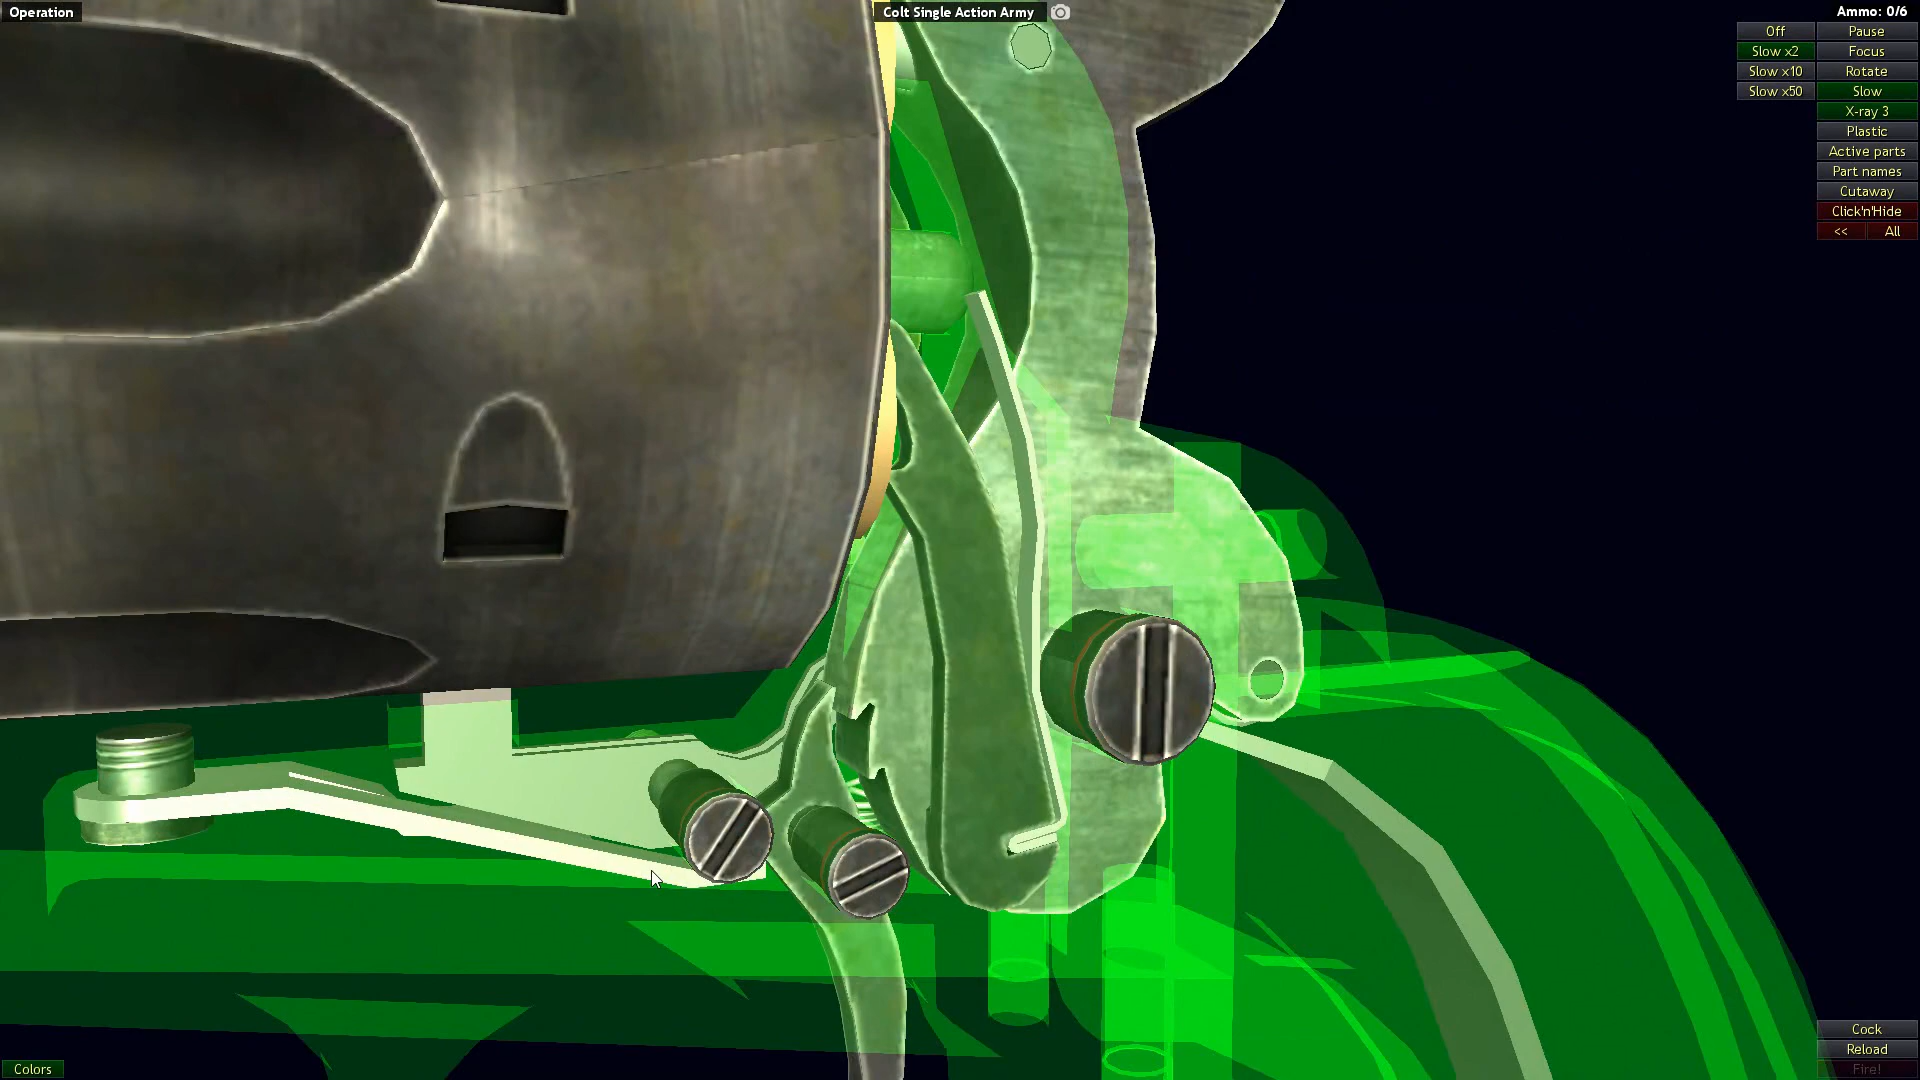 Operation
Colt Single Action Army
Ammo: 0/6
Off
Pause
Slow x2
Focus
Slow x10
Rotate
Slow x50
Slow
X-ray 3
Plastic
Active parts
Part names
Cutaway
Click'n'Hide
<< All
Cock
Reload
Fire!
Colors